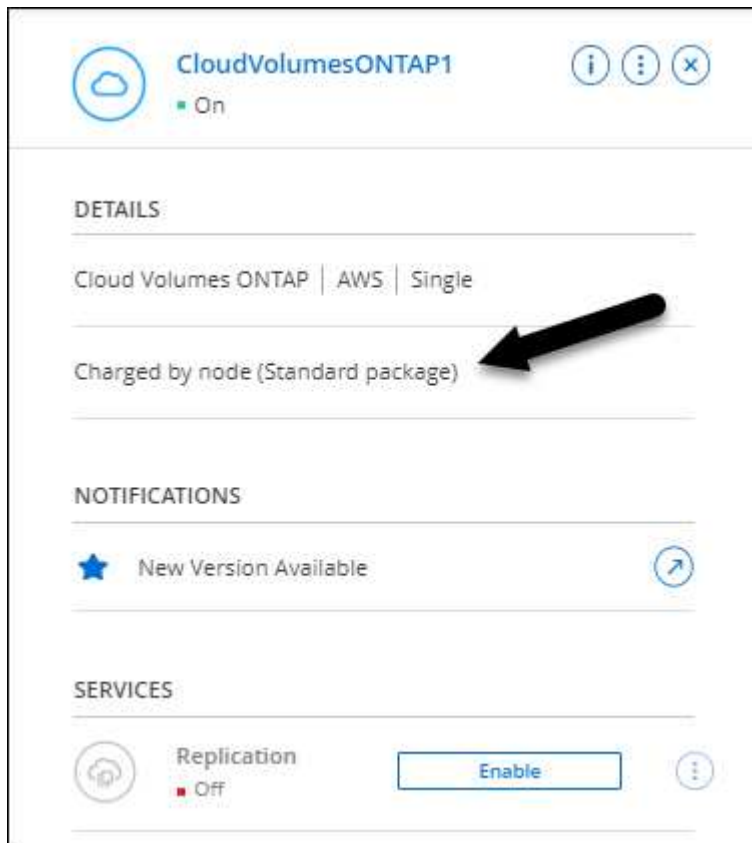 CloudVolumesONTAP1
On
DETAILS
Cloud Volumes ONTAP | AWS | Single
Charged by node (Standard package)
NOTIFICATIONS
New Version Available
SERVICES
Replication
Enable
Off